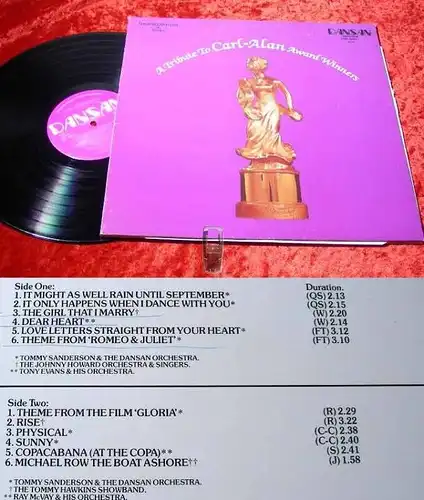 A Tribute To Carl-Alan Award Winners
DANSAN
DANSAN
Side One:
Duration.
1. IT MIGHT AS WELL RAIN UNTIL SEPTEMBER* (QS) 2.13
2. IT ONLY HAPPENS WHEN I DANCE WITH YOU* (QS) 2.15
3. THE GIRL THAT I MARRY† (W) 2.20
4. DEAR HEART** (W) 2.14
5. LOVE LETTERS STRAIGHT FROM YOUR HEART* (FT) 3.12
6. THEME FROM 'ROMEO & JULIET'* (FT) 3.10
* TOMMY SANDERSON & THE DANSAN ORCHESTRA.
† THE JOHNNY HOWARD ORCHESTRA & SINGERS.
** TONY EVANS & HIS ORCHESTRA.
Side Two:
1. THEME FROM THE FILM 'GLORIA'* (R) 2.29
2. RISE† (R) 3.22
3. PHYSICAL* (C-C) 2.38
4. SUNNY* (C-C) 2.40
5. COPACABANA (AT THE COPA)** (S) 2.41
6. MICHAEL ROW THE BOAT ASHORE†† (J) 1.58
* TOMMY SANDERSON & THE DANSAN ORCHESTRA.
† THE TOMMY HAWKINS SHOWBAND.
** RAY McVAY & HIS ORCHESTRA.